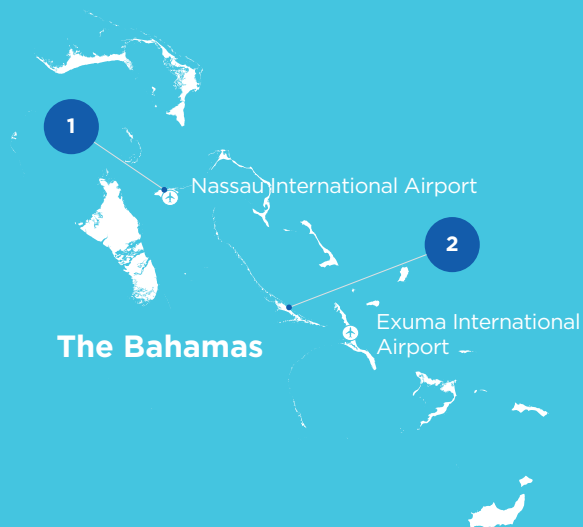 1
Nassau International Airport
2
Exuma International
Airport
The Bahamas